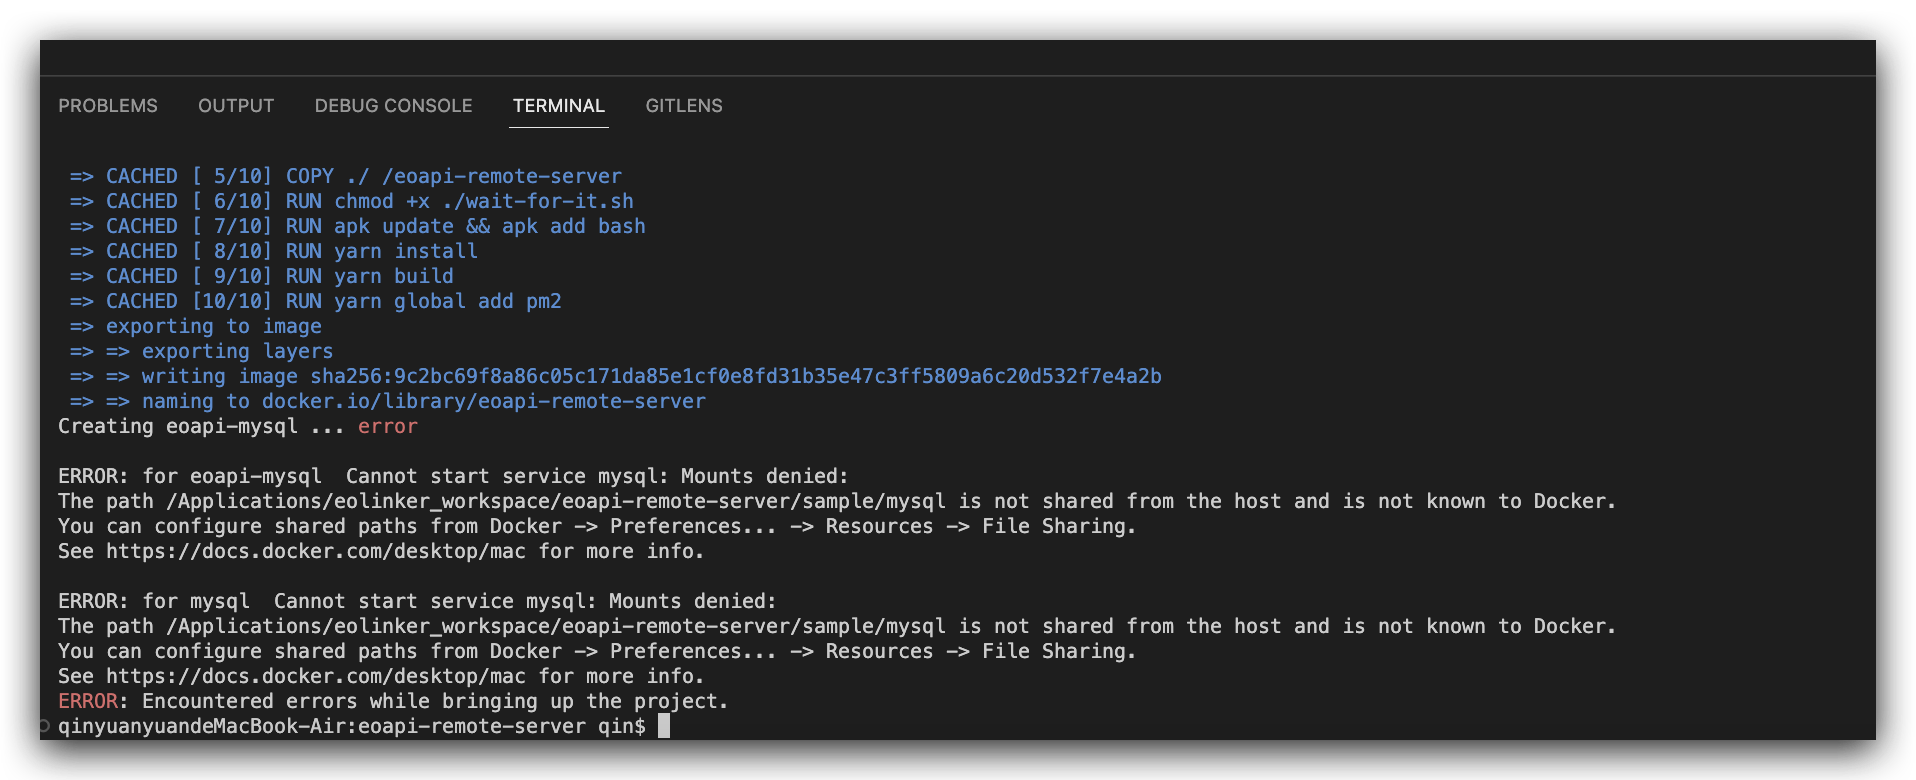 PROBLEMS OUTPUT DEBUG CONSOLE TERMINAL GITLENS
=> CACHED [ 5/10] COPY ./ /eoapi-remote-server
=> CACHED [ 6/10] RUN chmod +x ./wait-for-it.sh
=> CACHED [ 7/10] RUN apk update && apk add bash
=> CACHED [ 8/10] RUN yarn install
=> CACHED [ 9/10] RUN yarn build
=> CACHED [10/10] RUN yarn global add pm2
=> exporting to image
=> => exporting layers
=> => writing image sha256:9c2bc69f8a86c05c171da85e1cf0e8fd31b35e47c3ff5809a6c20d532f7e4a2b
=> => naming to docker.io/library/eoapi-remote-server
Creating eoapi-mysql ... error
ERROR: for eoapi-mysql  Cannot start service mysql: Mounts denied:
The path /Applications/eolinker_workspace/eoapi-remote-server/sample/mysql is not shared from the host and is not known to Docker.
You can configure shared paths from Docker -> Preferences... -> Resources -> File Sharing.
See https://docs.docker.com/desktop/mac for more info.
ERROR: for mysql  Cannot start service mysql: Mounts denied:
The path /Applications/eolinker_workspace/eoapi-remote-server/sample/mysql is not shared from the host and is not known to Docker.
You can configure shared paths from Docker -> Preferences... -> Resources -> File Sharing.
See https://docs.docker.com/desktop/mac for more info.
ERROR: Encountered errors while bringing up the project.
qinyuanyuandeMacBook-Air:eoapi-remote-server qin$